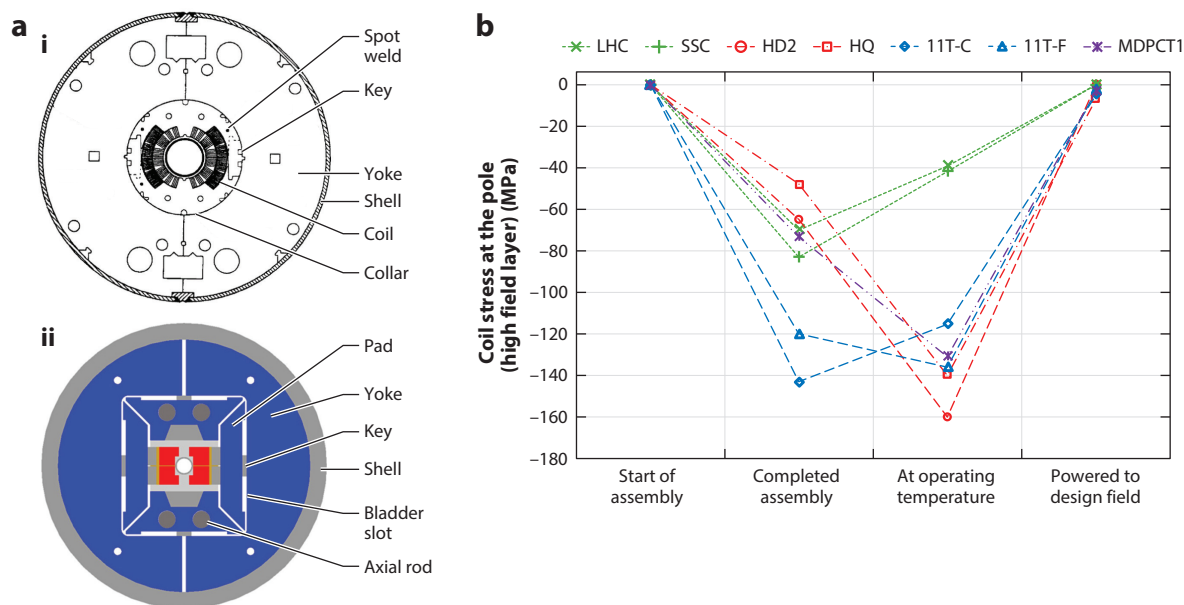 a
i
Spot
weld
Key
Yoke
Shell
Coil
Collar
ii
Pad
Yoke
Key
Shell
Bladder
slot
Axial rod
b
LHC SSC HD2 HQ 11T-C 11T-F MDPCT1
Coil stress at the pole
(high field layer) (MPa)
0
−20
−40
−60
−80
−100
−120
−140
−160
−180
Start of
assembly
Completed
assembly
At operating
temperature
Powered to
design field